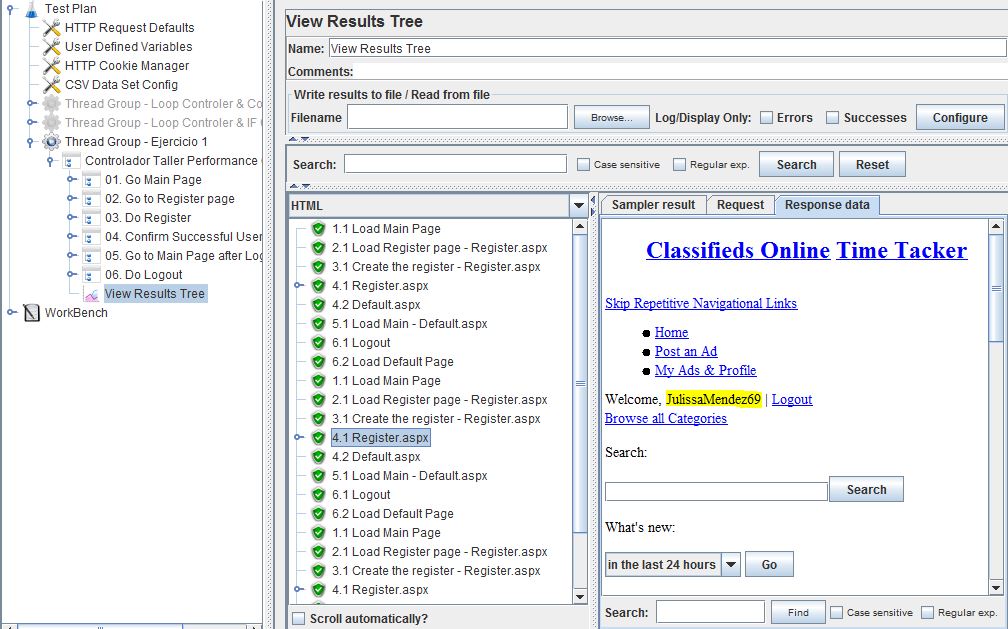 Test Plan
HTTP Request Defaults
User Defined Variables
HTTP Cookie Manager
CSV Data Set Config
Thread Group - Loop Controler & Co
Thread Group - Loop Controler & IF
Thread Group - Ejercicio 1
Controlador Taller Performance
01. Go Main Page
02. Go to Register page
03. Do Register
04. Confirm Successful User
05. Go to Main Page after Log
06. Do Logout
View Results Tree
WorkBench
View Results Tree
Name: View Results Tree
Comments:
Write results to file / Read from file
Filename Browse... Log/Display Only: Errors Successes Configure
Search: Case sensitive Regular exp. Search Reset
HTML
1.1 Load Main Page
2.1 Load Register page - Register.aspx
3.1 Create the register - Register.aspx
4.1 Register.aspx
4.2 Default.aspx
5.1 Load Main - Default.aspx
6.1 Logout
6.2 Load Default Page
1.1 Load Main Page
2.1 Load Register page - Register.aspx
3.1 Create the register - Register.aspx
4.1 Register.aspx
4.2 Default.aspx
5.1 Load Main - Default.aspx
6.1 Logout
6.2 Load Default Page
1.1 Load Main Page
2.1 Load Register page - Register.aspx
3.1 Create the register - Register.aspx
4.1 Register.aspx
Scroll automatically?
Sampler result Request Response data
Classifieds Online Time Tacker
Skip Repetitive Navigational Links
Home
Post an Ad
My Ads & Profile
Welcome, JulissaMendez69 | Logout
Browse all Categories
Search:
Search
What's new:
in the last 24 hours Go
Search: Find Case sensitive Regular exp.